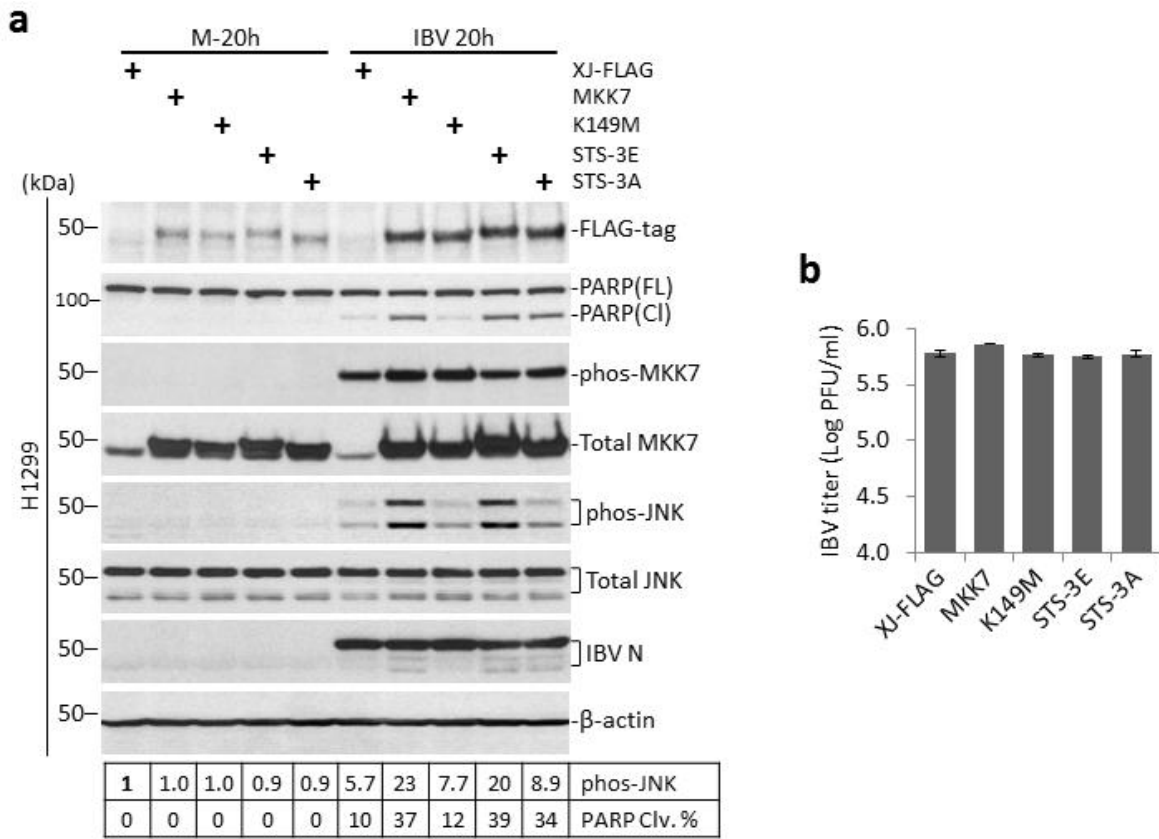 a
M-20h IBV 20h
+ + XJ-FLAG
+ + MKK7
+ + K149M
+ + STS-3E
(kDa) + + STS-3A
50- -FLAG-tag
-PARP(FL)
100-
-PARP(Cl)
50- -phos-MKK7
50- -Total MKK7
50- phos-JNK
50- Total JNK
50- IBV N
50- -β-actin
H1299
1 1.0 1.0 0.9 0.9 5.7 23 7.7 20 8.9 phos-JNK
0 0 0 0 0 10 37 12 39 34 PARP Clv. %
b
IBV titer (Log PFU/ml)
6.0
5.5
5.0
4.5
4.0
XJ-FLAG MKK7 K149M STS-3E STS-3A